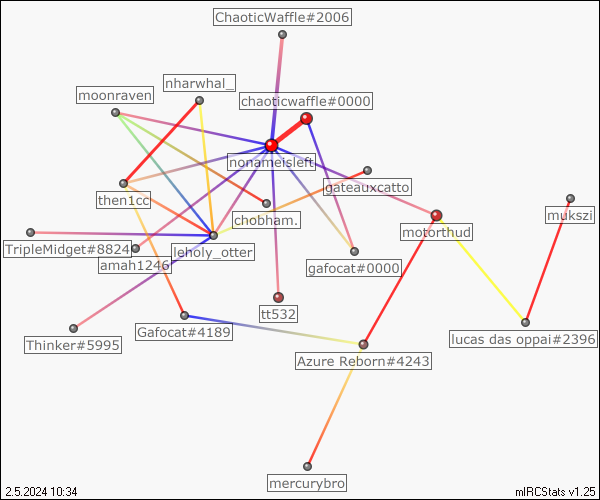 ChaoticWaffle#2006
nharwhal_
moonraven
chaoticwaffle#0000
nonameisleft
gateauxcatto
then1cc
chobham.
mukszi
motorthud
TripleMidget#8824
leholy_otter
amah1246
gafocat#0000
tt532
Gafocat#4189
Thinker#5995
lucas das oppai#2396
Azure Reborn#4243
mercurybro
2.5.2024 10:34
mIRCStats v1.25